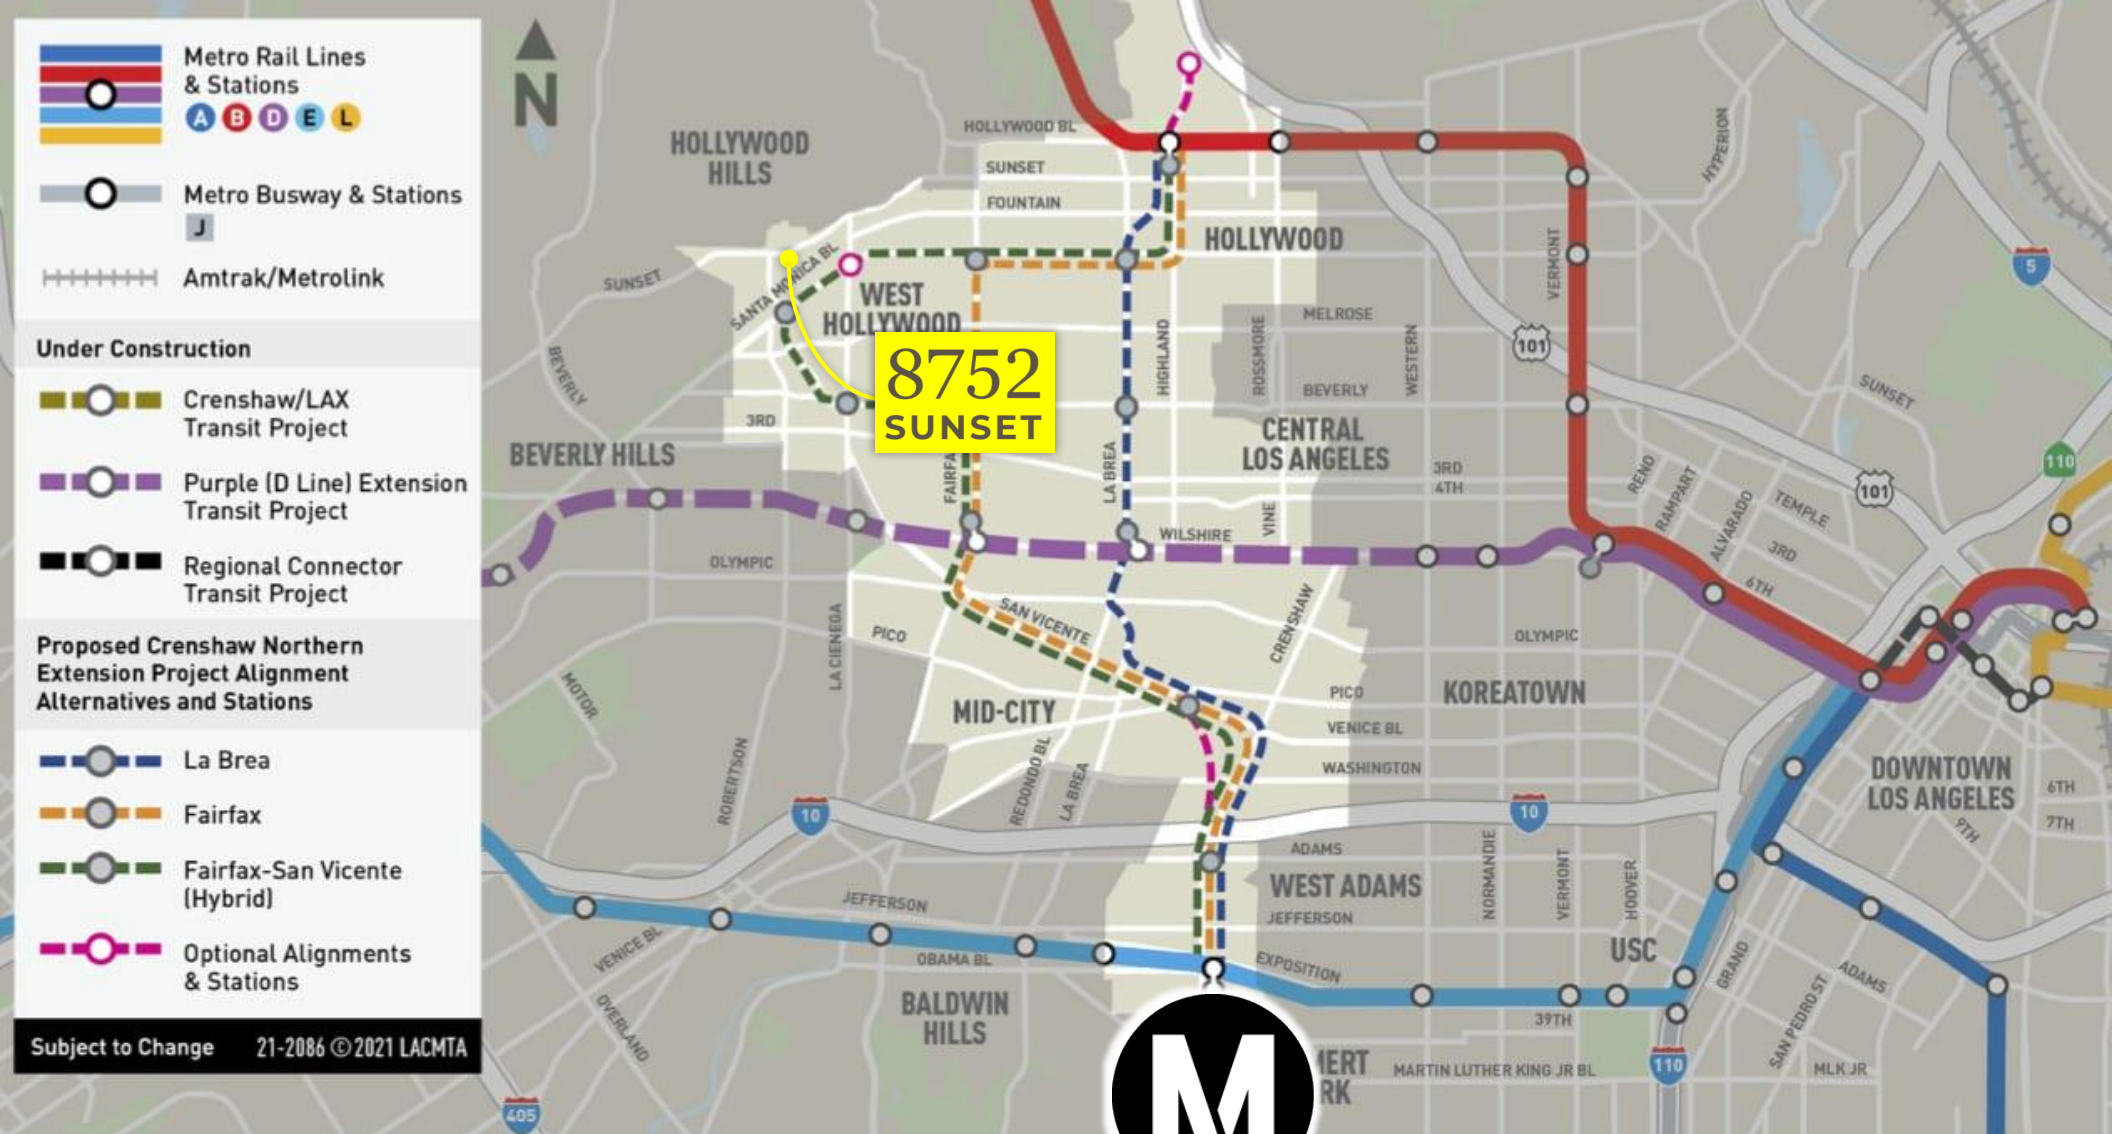 Metro Rail Lines
& Stations
A B D E L
Metro Busway & Stations
J
Amtrak/Metrolink
Under Construction
Crenshaw/LAX
Transit Project
Purple (D Line) Extension
Transit Project
Regional Connector
Transit Project
Proposed Crenshaw Northern
Extension Project Alignment
Alternatives and Stations
La Brea
Fairfax
Fairfax-San Vicente
(Hybrid)
Optional Alignments
& Stations
Subject to Change 21-2086 ©2021 LACMTA
N
HOLLYWOOD
HILLS
HOLLYWOOD BL
SUNSET
FOUNTAIN
HOLLYWOOD
SUNSET
SANTA MONICA BL
WEST
HOLLYWOOD
8752
SUNSET
BEVERLY
3RD
BEVERLY HILLS
FAIRFA
LA BREA
HIGHLAND
ROSSMORE
MELROSE
BEVERLY
WESTERN
VERMONT
HYPERION
5
101
SUNSET
110
101
CENTRAL
LOS ANGELES
3RD
4TH
VINE
WILSHIRE
RENO
RAMPART
ALVARADO
TEMPLE
3RD
6TH
OLYMPIC
LA CIENEGA
PICO
SAN VICENTE
CRENSHAW
OLYMPIC
PICO
KOREATOWN
VENICE BL
WASHINGTON
MID-CITY
MOTOR
ROBERTSON
REDONDO BL
LA BREA
10
10
DOWNTOWN
LOS ANGELES
6TH
7TH
9TH
ADAMS
WEST ADAMS
JEFFERSON
NORMANDIE
VERMONT
HOOVER
JEFFERSON
VENICE BL
OBAMA BL
EXPOSITION
USC
GRAND
ADAMS
SAN PEDRO ST
OVERLAND
BALDWIN
HILLS
39TH
MERT
RK
MARTIN LUTHER KING JR BL
110
MLK JR
405
M